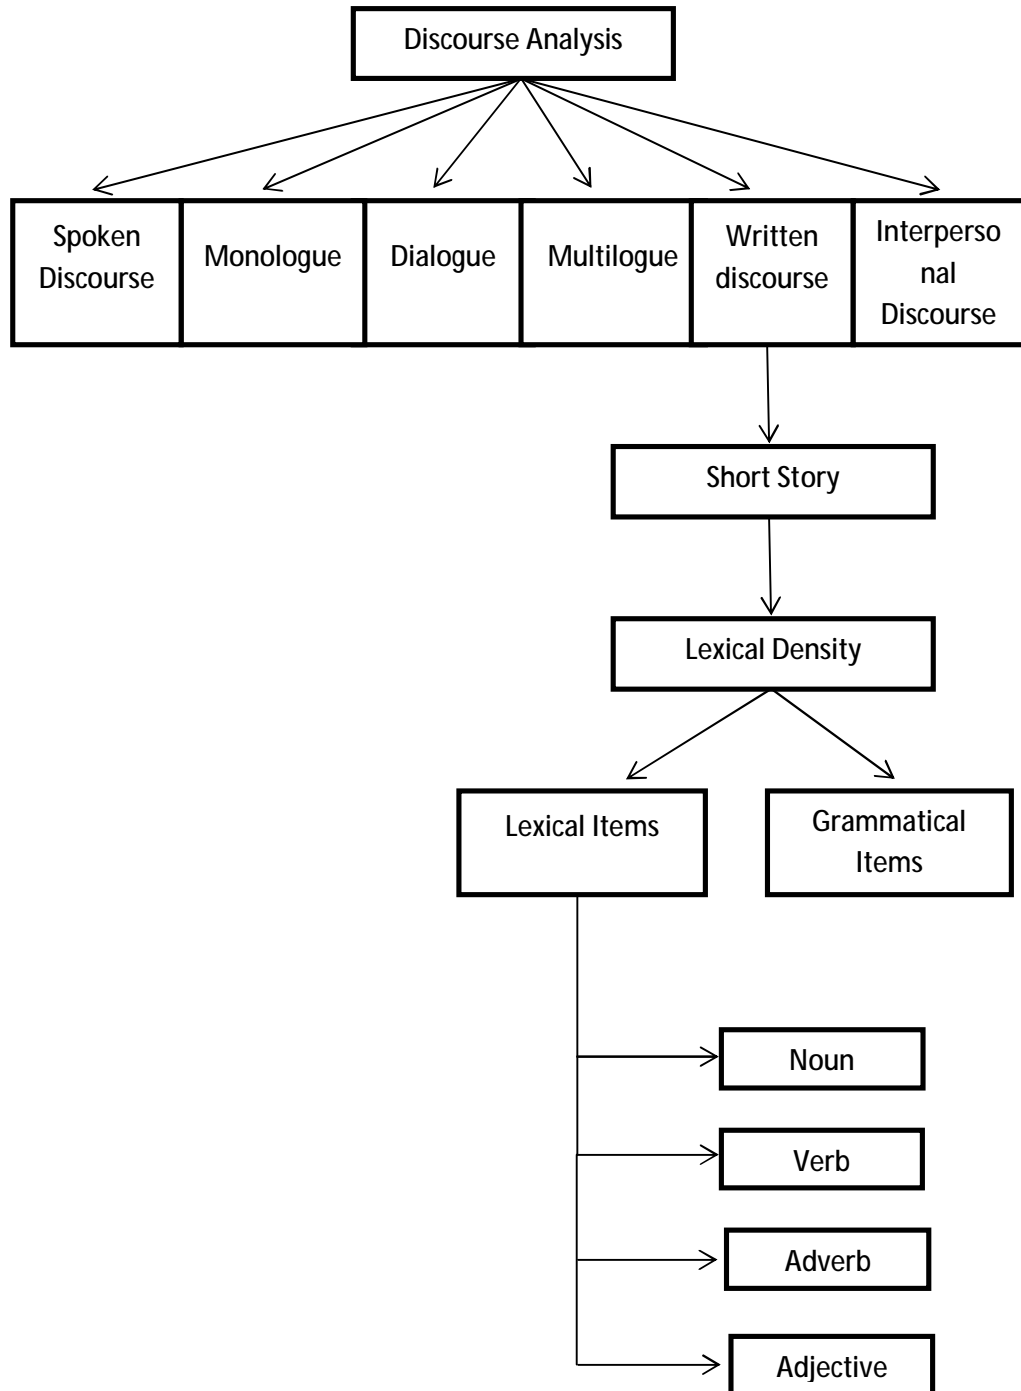 Discourse Analysis
Spoken
Discourse
Monologue
Dialogue
Multilogue
Written
discourse
Interperso
nal
Discourse
Short Story
Lexical Density
Lexical Items
Grammatical
Items
Noun
Verb
Adverb
Adjective